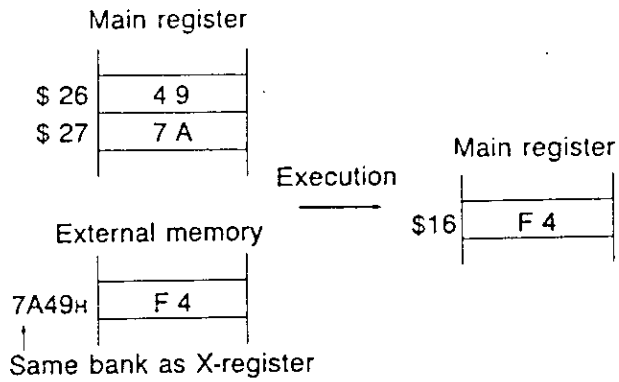 Main register
$ 26 4 9
$ 27 7 A
Main register
Execution
$16 F 4
External memory
7A49H F 4
Same bank as X-register